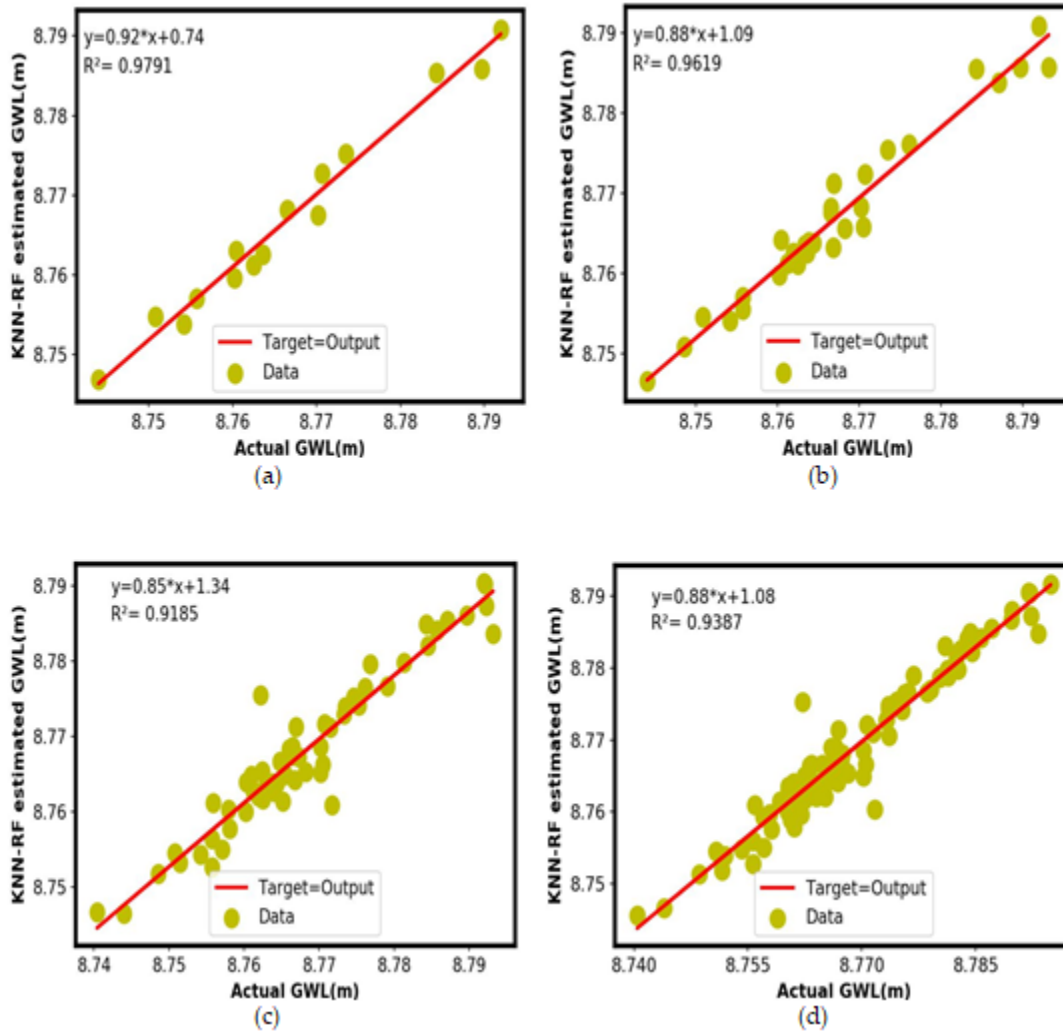 y=0.92*x+0.74
R²= 0.9791
KNN-RF estimated GWL(m)
8.79
8.78
8.77
8.76
8.75
Target=Output
Data
8.75 8.76 8.77 8.78 8.79
Actual GWL(m)
(a)
y=0.88*x+1.09
R²= 0.9619
KNN-RF estimated GWL(m)
8.79
8.78
8.77
8.76
8.75
Target=Output
Data
8.75 8.76 8.77 8.78 8.79
Actual GWL(m)
(b)
y=0.85*x+1.34
R²= 0.9185
KNN-RF estimated GWL(m)
8.79
8.78
8.77
8.76
8.75
Target=Output
Data
8.74 8.75 8.76 8.77 8.78 8.79
Actual GWL(m)
(c)
y=0.88*x+1.08
R²= 0.9387
KNN-RF estimated GWL(m)
8.79
8.78
8.77
8.76
8.75
Target=Output
Data
8.740 8.755 8.770 8.785
Actual GWL(m)
(d)